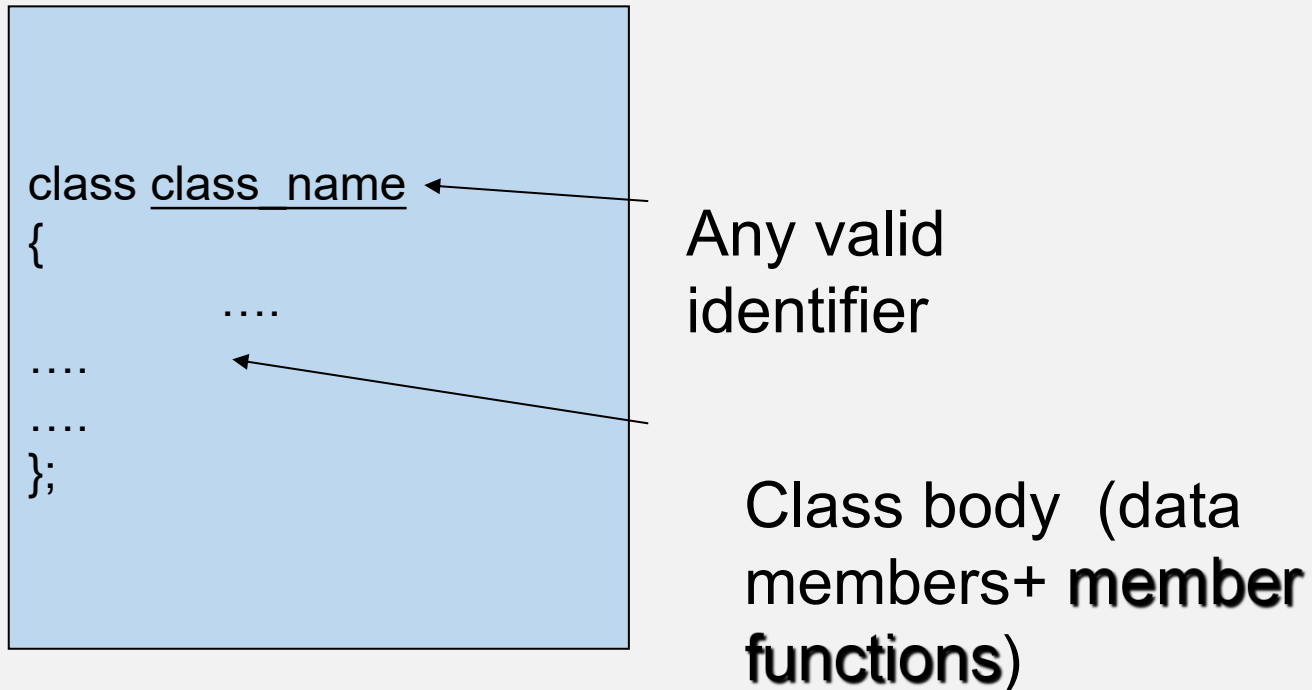 class class_name
{
….
….
….
};
Any valid
identifier
Class body (data
members+ member
functions)